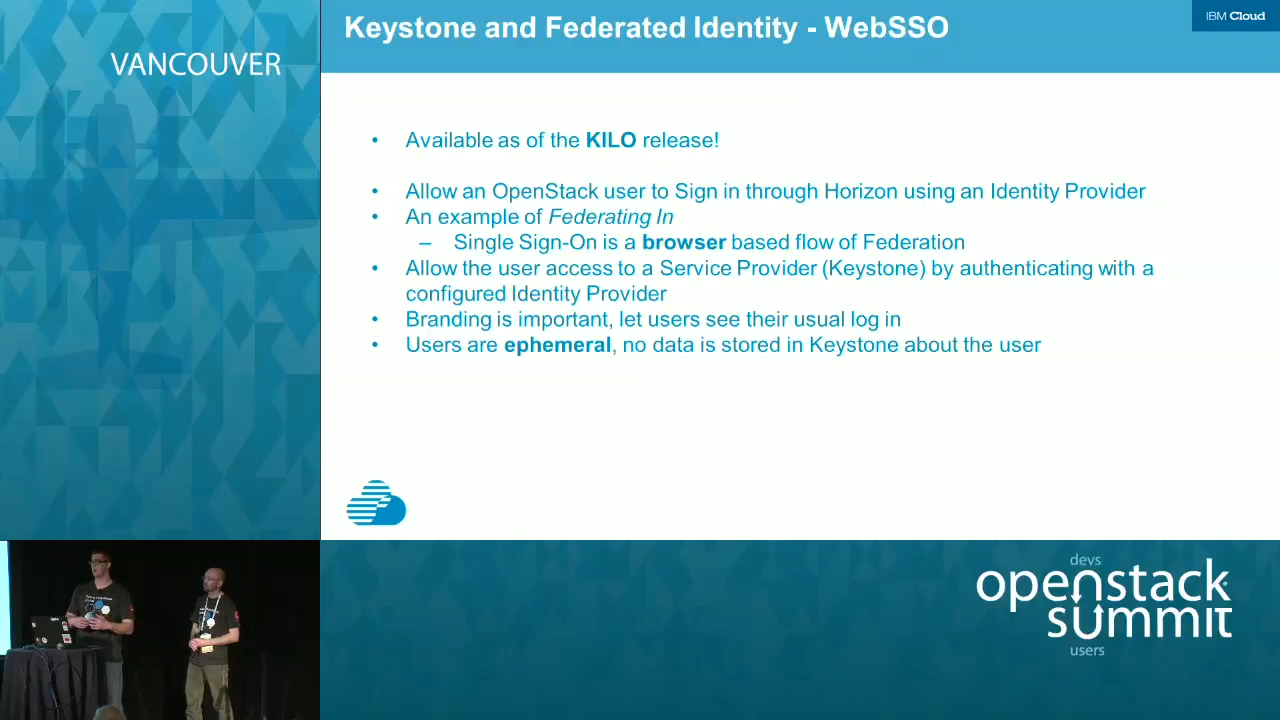 Keystone and Federated Identity - WebSSO
IBM Cloud
VANCOUVER
• Available as of the KILO release!
• Allow an OpenStack user to Sign in through Horizon using an Identity Provider
• An example of Federating In
– Single Sign-On is a browser based flow of Federation
• Allow the user access to a Service Provider (Keystone) by authenticating with a
configured Identity Provider
• Branding is important, let users see their usual log in
• Users are ephemeral, no data is stored in Keystone about the user
devs
openstack
summit
users